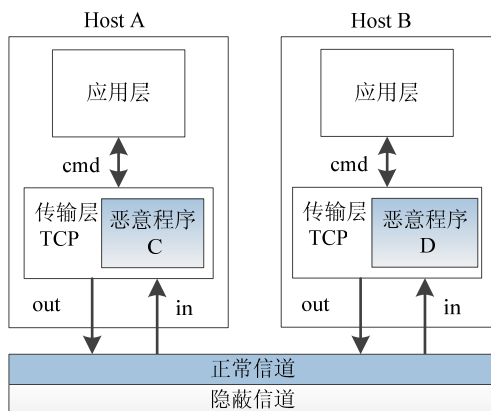 Host A
Host B
应用层
应用层
cmd
cmd
传输层
TCP
恶意程序
C
传输层
TCP
恶意程序
D
out
in
out
in
正常信道
隐蔽信道